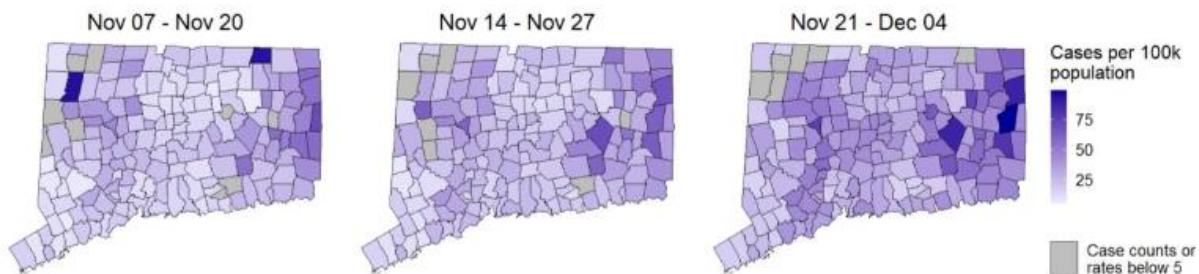 Nov 07 - Nov 20
Nov 14 - Nov 27
Nov 21 - Dec 04
Cases per 100k
population
75
50
25
Case counts or
rates below 5